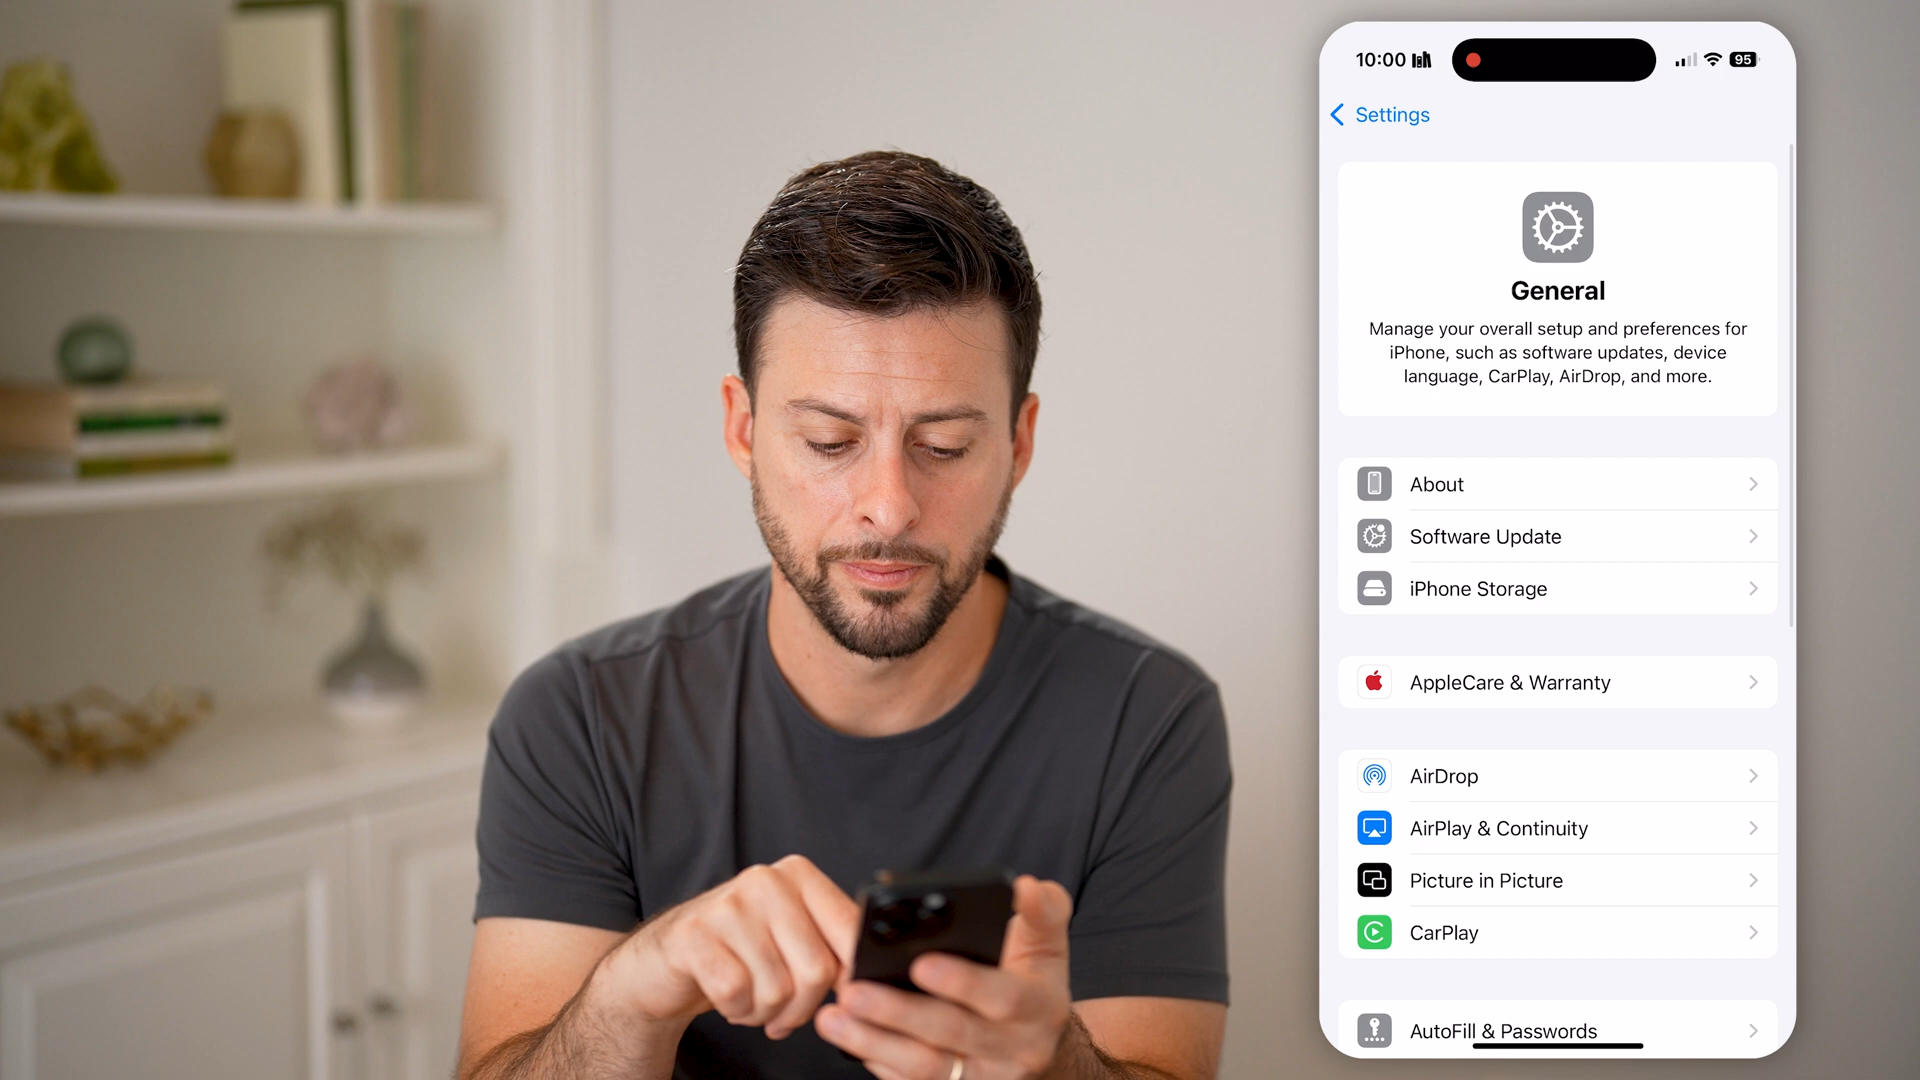 10:00
95
Settings
General
Manage your overall setup and preferences for
iPhone, such as software updates, device
language, CarPlay, AirDrop, and more.
About
Software Update
iPhone Storage
AppleCare & Warranty
AirDrop
AirPlay & Continuity
Picture in Picture
CarPlay
AutoFill & Passwords